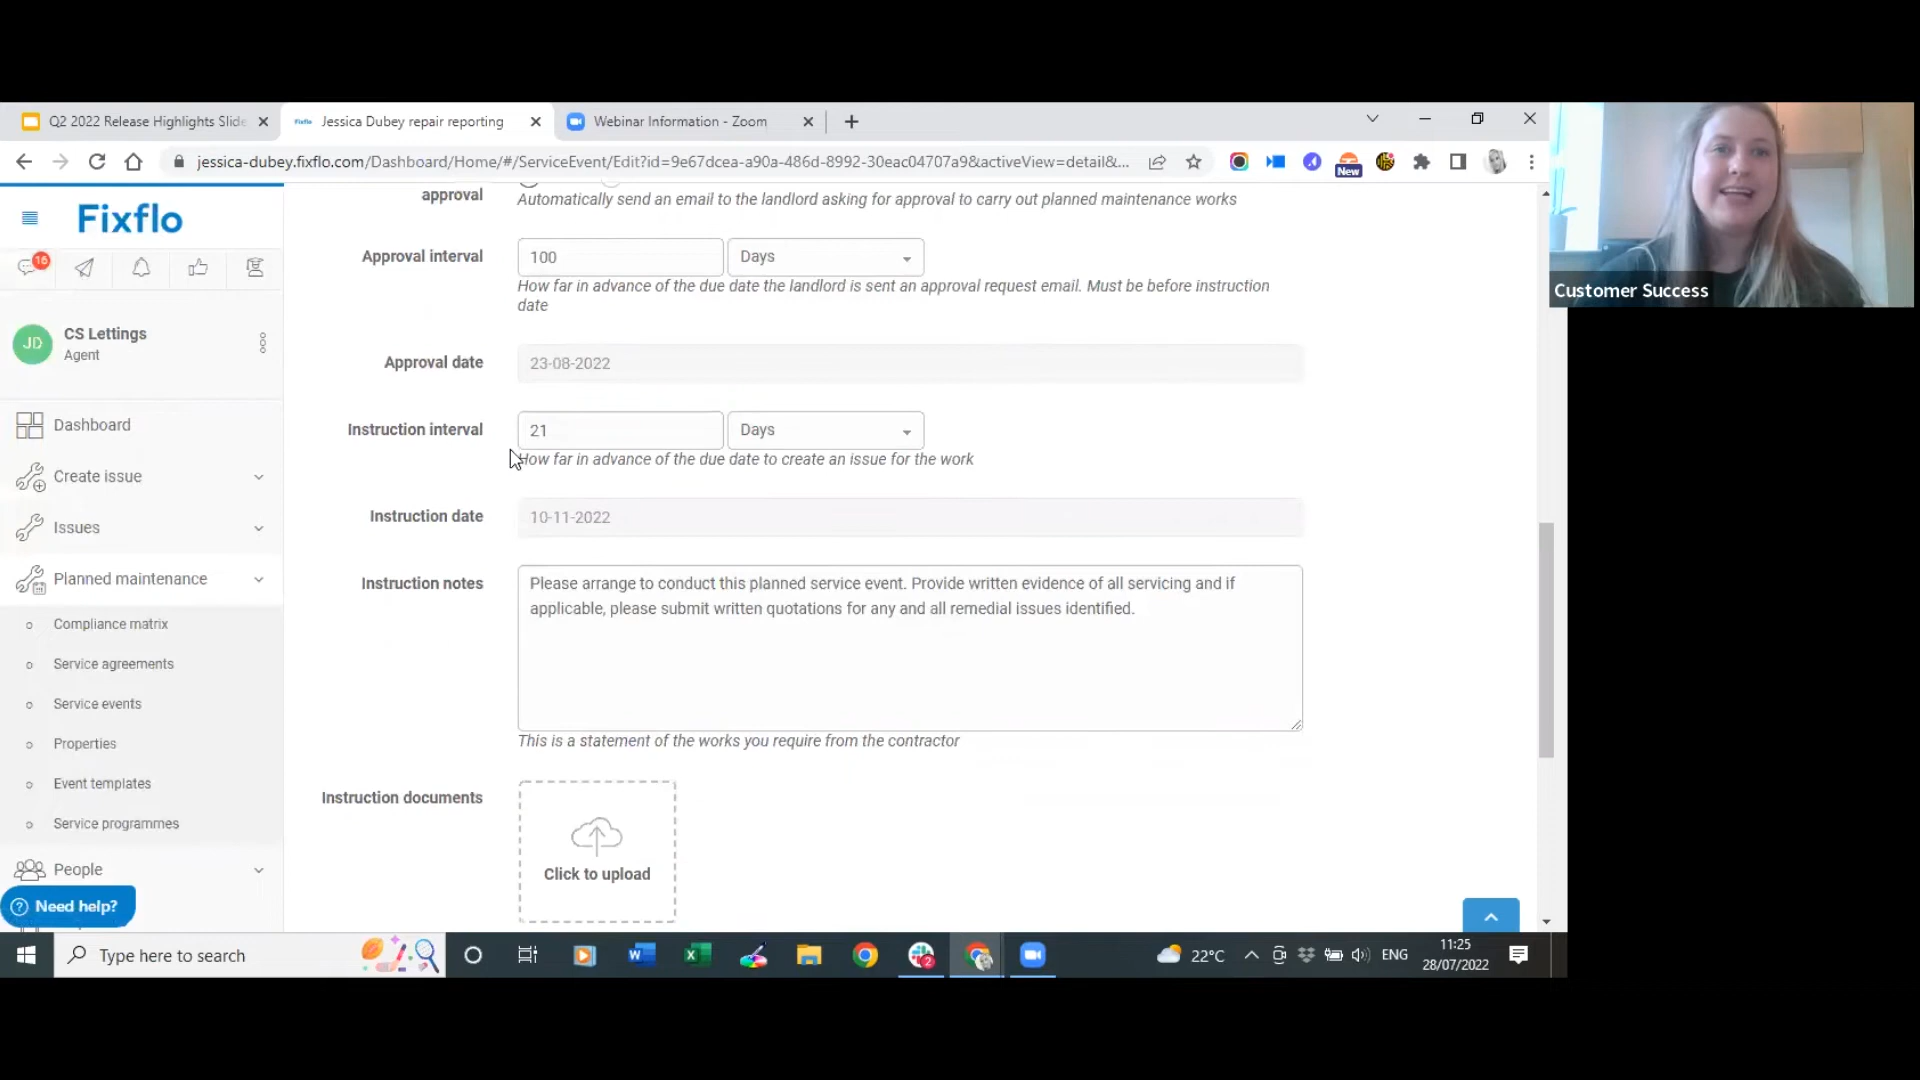 Q2 2022 Release Highlights Slide
Fixflo
Jessica Dubey repair reporting
Webinar Information - Zoom
jessica-dubey.fixflo.com/Dashboard/Home/#/ServiceEvent/Edit?id=9e67dcea-a90a-486d-8992-30eac04707a9&activeView=detail&...
New
Fixflo
16
JD
CS Lettings
Agent
Dashboard
Create issue
Issues
Planned maintenance
Compliance matrix
Service agreements
Service events
Properties
Event templates
Service programmes
People
Need help?
approval
Automatically send an email to the landlord asking for approval to carry out planned maintenance works
Approval interval
100
Days
How far in advance of the due date the landlord is sent an approval request email. Must be before instruction
date
Approval date
23-08-2022
Instruction interval
21
Days
How far in advance of the due date to create an issue for the work
Instruction date
10-11-2022
Instruction notes
Please arrange to conduct this planned service event. Provide written evidence of all servicing and if
applicable, please submit written quotations for any and all remedial issues identified.
This is a statement of the works you require from the contractor
Instruction documents
Click to upload
Customer Success
Type here to search
2
22°C
ENG
11:25
28/07/2022